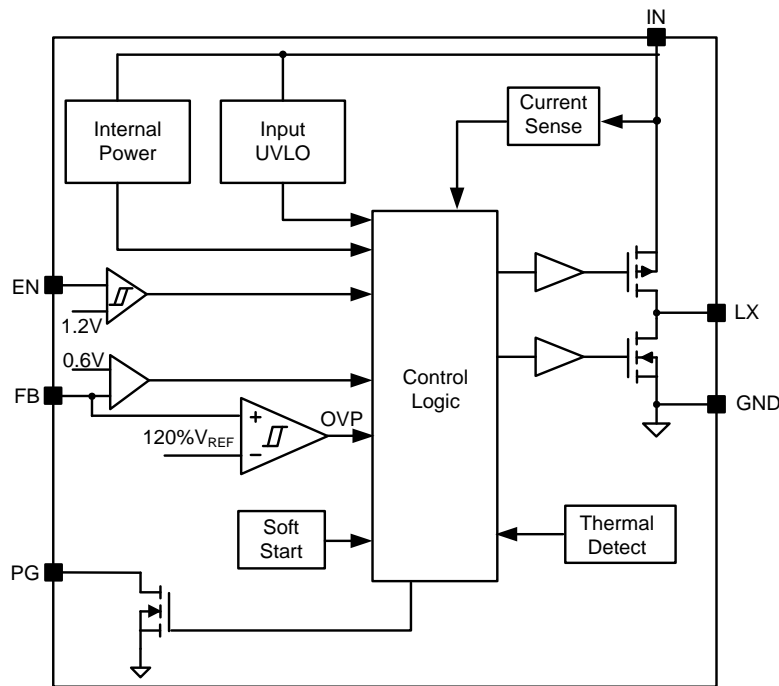 IN
Internal
Power
Input
UVLO
Current
Sense
EN
1.2V
0.6V
FB
120%VREF
+
−
OVP
Control
Logic
LX
GND
Soft
Start
Thermal
Detect
PG